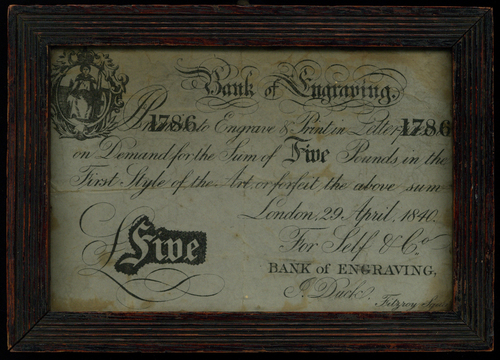 Bank of Engraving,
1786 to Engrave & Print in Letter 1786
on Demand for the Sum of Five Pounds in the
First Style of the Art, or forfeit the above sum
London, 29 April, 1840.
For Self & Co.
£Five
BANK of ENGRAVING,
J. Duck.
Fitzroy